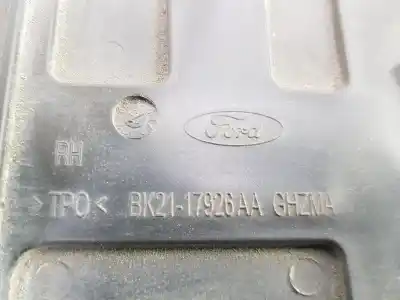 Ford
RH
>TPO< BK21-17926AA GHZMA